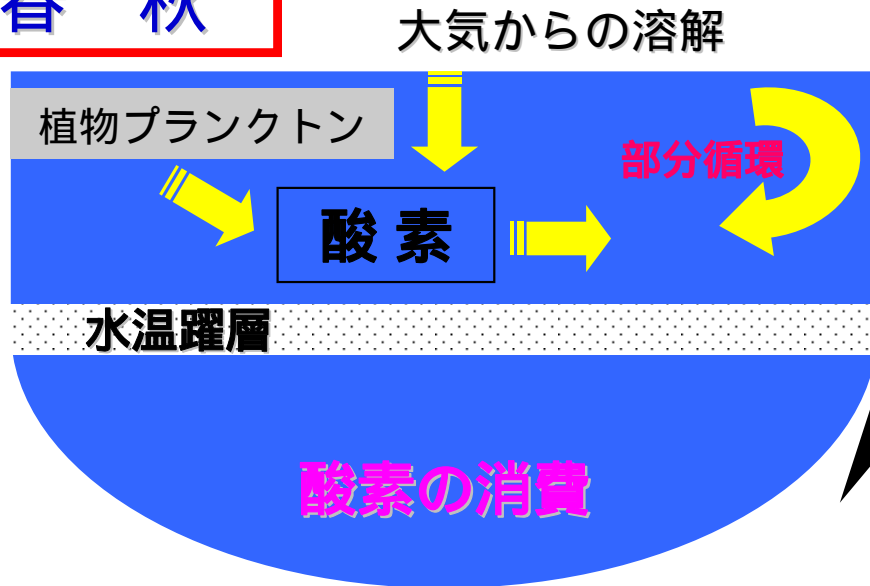 春 秋
大気からの溶解
植物プランクトン
部分循環
酸 素
水温躍層
酸素の消費